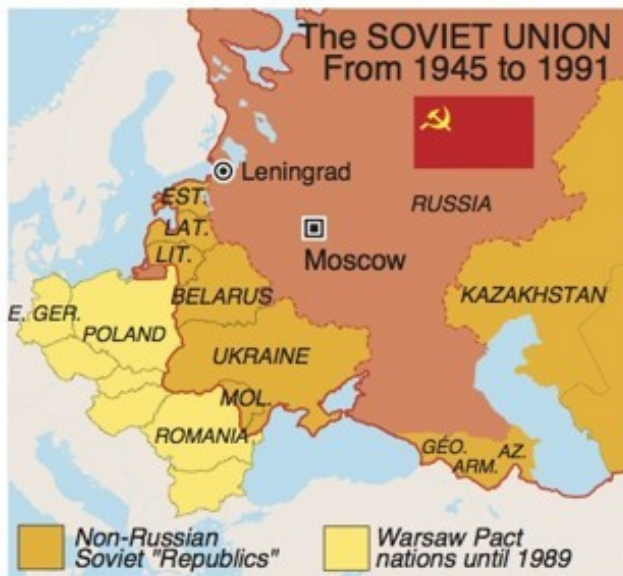 The SOVIET UNION
From 1945 to 1991
Leningrad
EST.
RUSSIA
LAT.
LIT.
Moscow
BELARUS
KAZAKHSTAN
E. GER.
POLAND
UKRAINE
MOL.
ROMANIA
GÉO.
AZ.
ARM.
Non-Russian
Soviet "Republics"
Warsaw Pact
nations until 1989